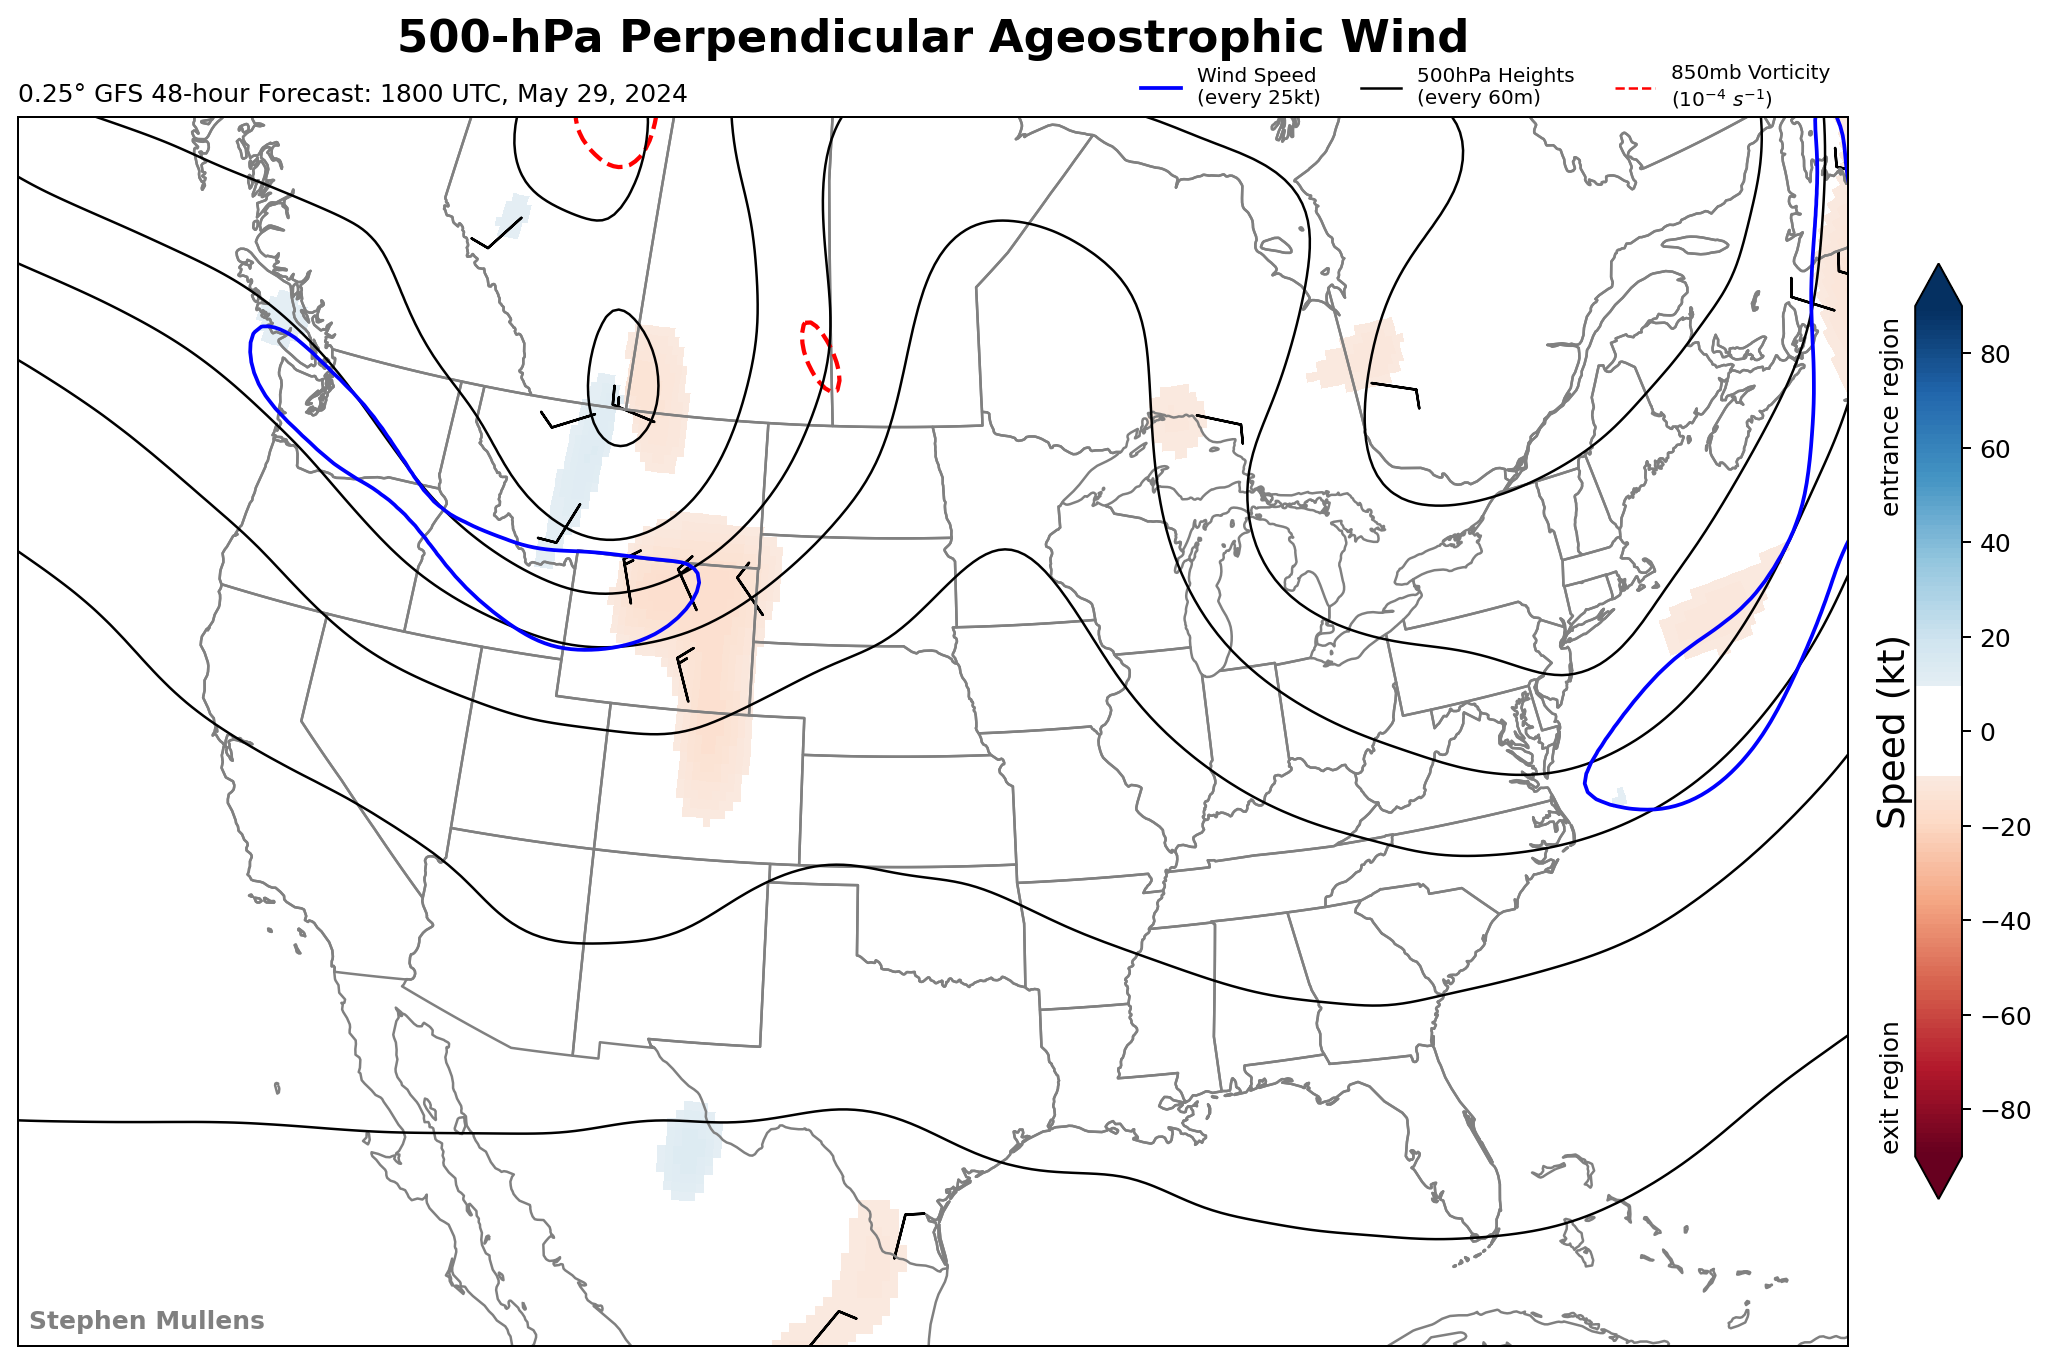 500-hPa Perpendicular Ageostrophic Wind
0.25° GFS 48-hour Forecast: 1800 UTC, May 29, 2024
Wind Speed
(every 25kt)
500hPa Heights
(every 60m)
850mb Vorticity
(10⁻⁴ s⁻¹)
entrance region
Speed (kt)
exit region
80
60
40
20
0
−20
−40
−60
−80
Stephen Mullens